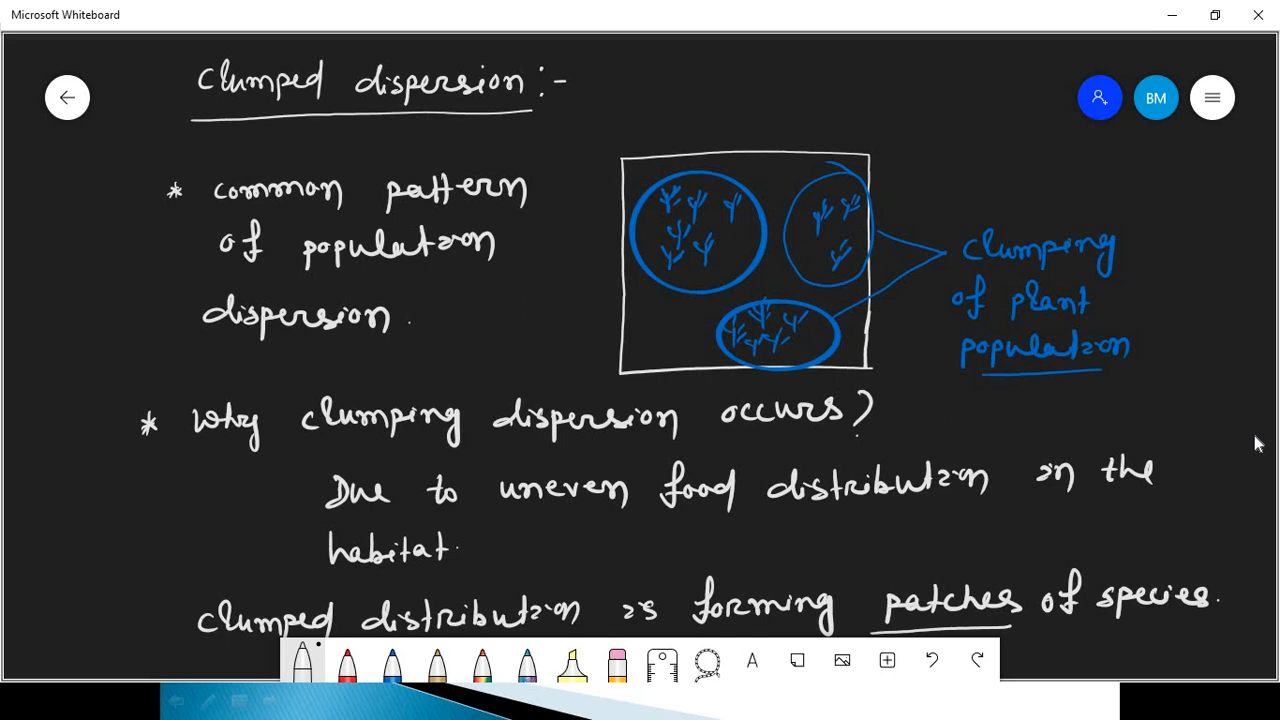 Microsoft Whiteboard
Clumped dispersion :-
BM
* common pattern
of population
dispersion.
clumping
of plant
population
* Why clumping dispersion occurs?
Due to uneven food distribution in the
habitat.
clumped distribution is forming patches of species.
A